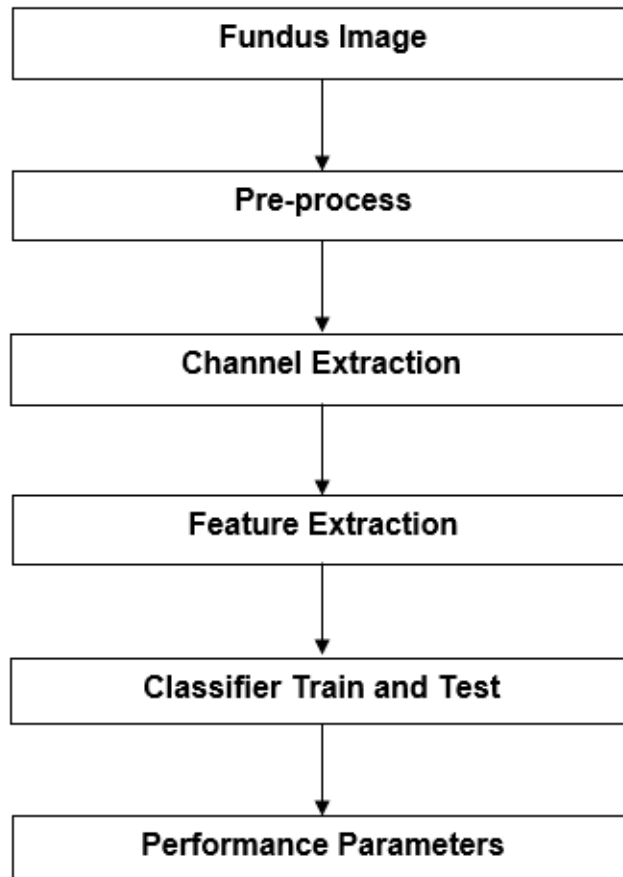 Fundus Image
Pre-process
Channel Extraction
Feature Extraction
Classifier Train and Test
Performance Parameters